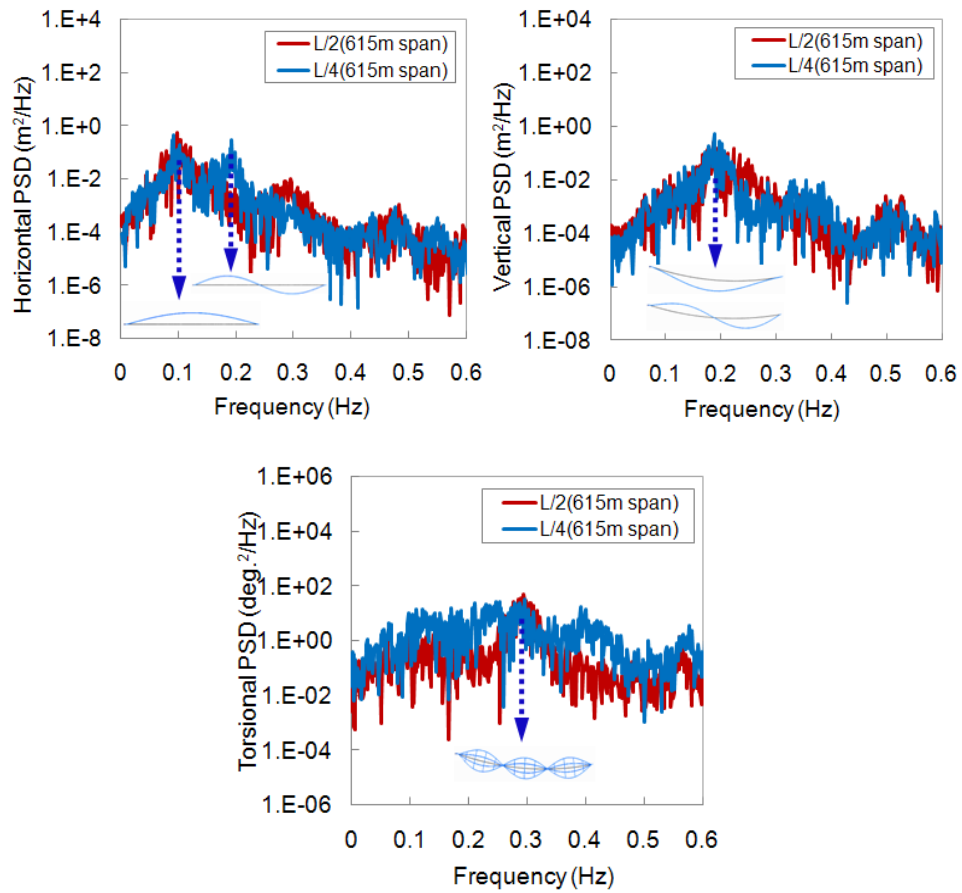 1.E+4
1.E+2
1.E+0
1.E-2
1.E-4
1.E-6
1.E-8
Horizontal PSD (m²/Hz)
L/2(615m span)
L/4(615m span)
0 0.1 0.2 0.3 0.4 0.5 0.6
Frequency (Hz)
1.E+04
1.E+02
1.E+00
1.E-02
1.E-04
1.E-06
1.E-08
Vertical PSD (m²/Hz)
L/2(615m span)
L/4(615m span)
0 0.1 0.2 0.3 0.4 0.5 0.6
Frequency (Hz)
1.E+06
1.E+04
1.E+02
1.E+00
1.E-02
1.E-04
1.E-06
Torsional PSD (deg.²/Hz)
L/2(615m span)
L/4(615m span)
0 0.1 0.2 0.3 0.4 0.5 0.6
Frequency (Hz)